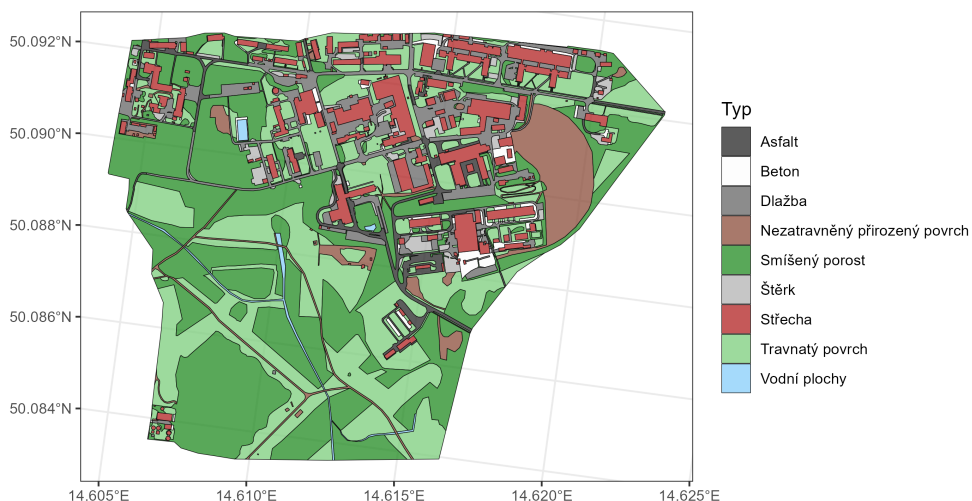 50.092°N
50.090°N
50.088°N
50.086°N
50.084°N
14.605°E
14.610°E
14.615°E
14.620°E
14.625°E
Typ
Asfalt
Beton
Dlažba
Nezatravněný přirozený povrch
Smíšený porost
Štěrk
Střecha
Travnatý povrch
Vodní plochy